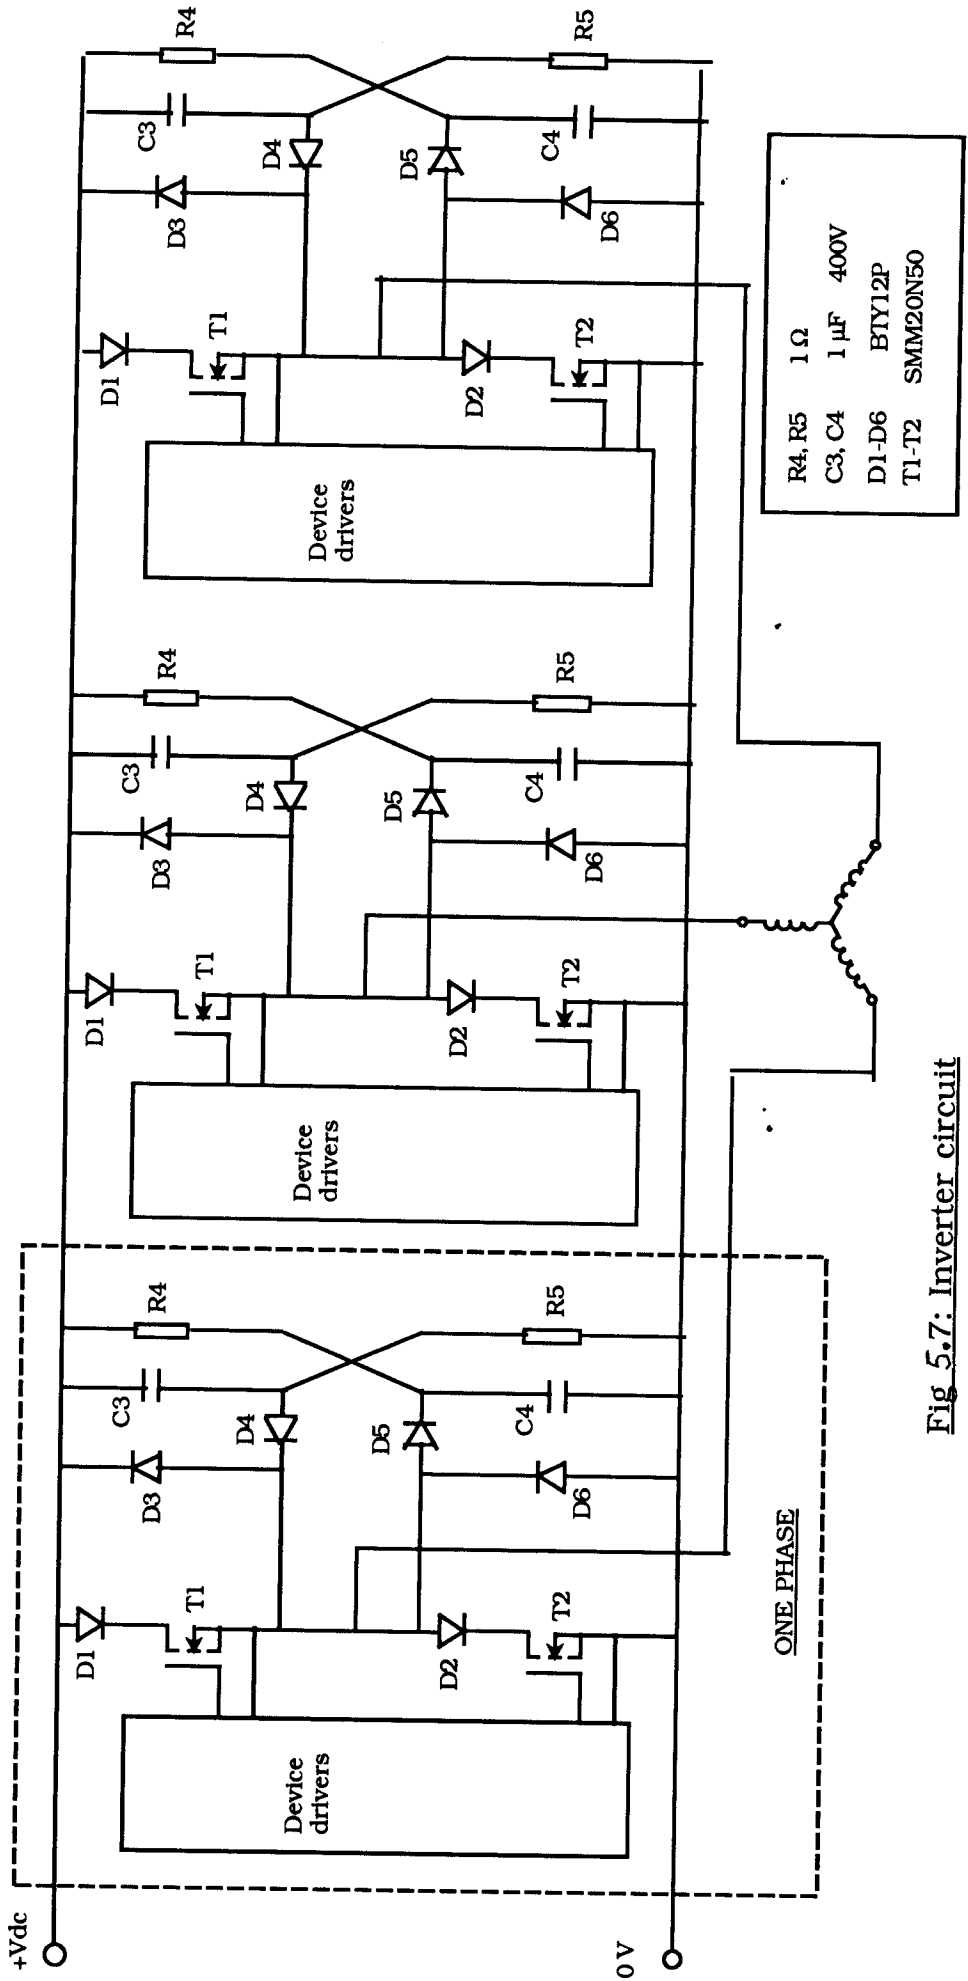 +Vdc
0 V
Device
drivers
D1
T1
D2
T2
D3
D4
D5
D6
C3
C4
R4
R5
ONE PHASE
Device
drivers
D1
T1
D2
T2
D3
D4
D5
D6
C3
C4
R4
R5
Device
drivers
D1
T1
D2
T2
D3
D4
D5
D6
C3
C4
R4
R5
R4, R5 1 Ω
C3, C4 1 µF 400V
D1-D6 BTY12P
T1-T2 SMM20N50
Fig 5.7: Inverter circuit